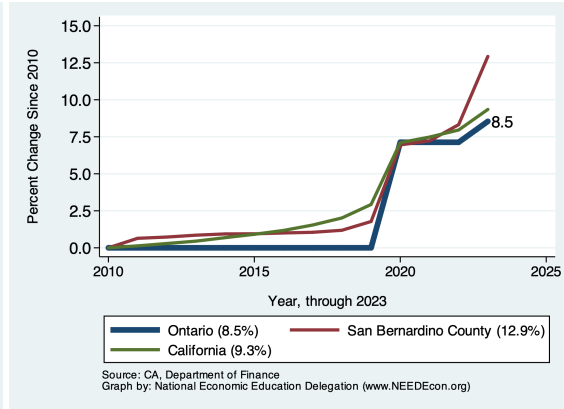 Percent Change Since 2010
15.0
12.5
10.0
7.5
5.0
2.5
0.0
8.5
2010 2015 2020 2025
Year, through 2023
Ontario (8.5%) San Bernardino County (12.9%)
California (9.3%)
Source: CA, Department of Finance
Graph by: National Economic Education Delegation (www.NEEDEcon.org)